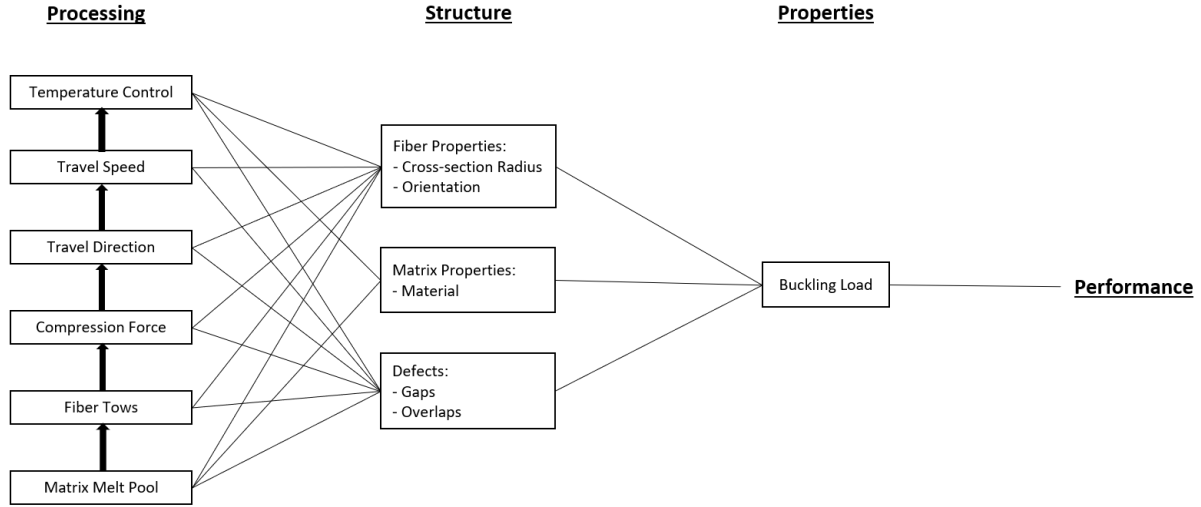 Processing
Structure
Properties
Temperature Control
Travel Speed
Travel Direction
Compression Force
Fiber Tows
Matrix Melt Pool
Fiber Properties:
- Cross-section Radius
- Orientation
Matrix Properties:
- Material
Defects:
- Gaps
- Overlaps
Buckling Load
Performance